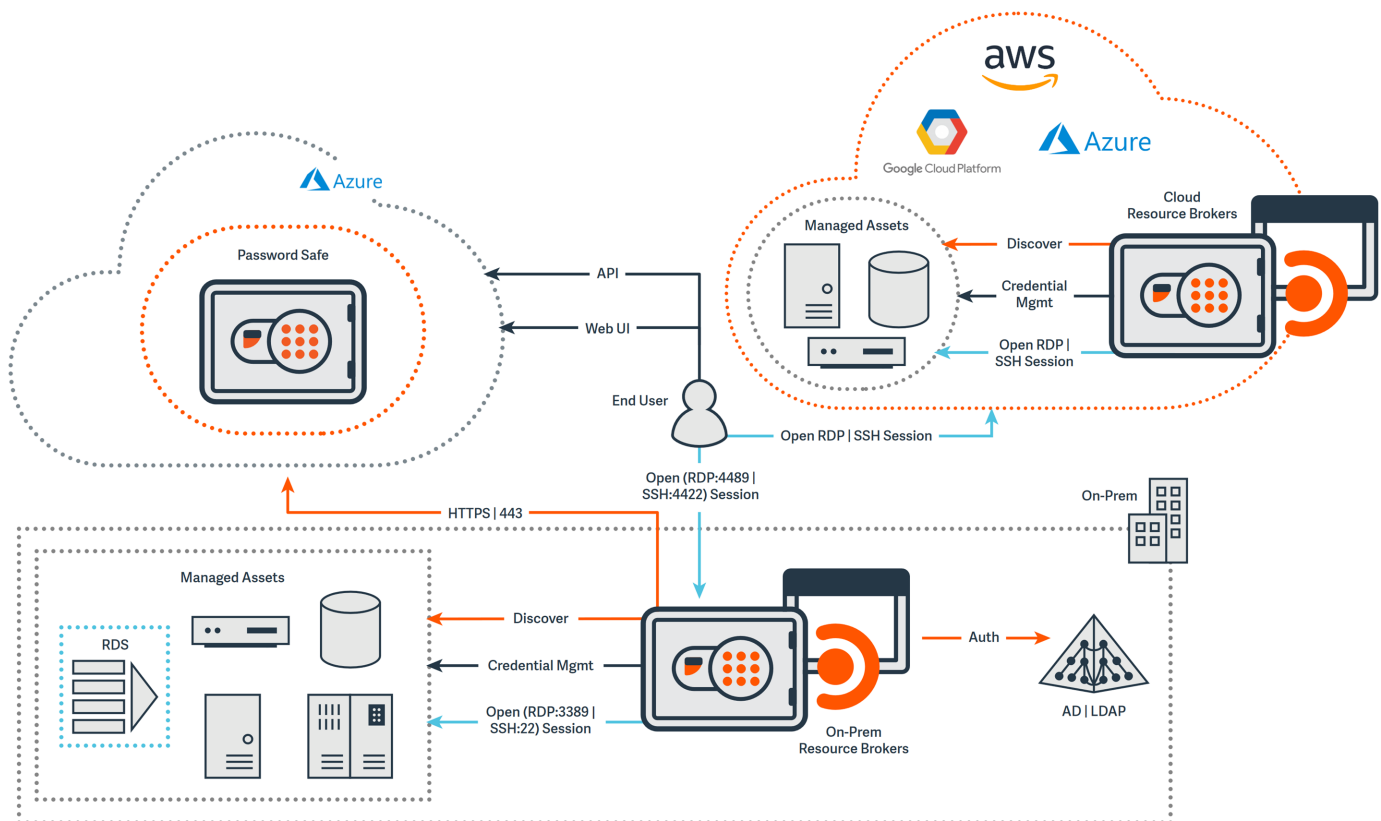 aws
Google Cloud Platform
Azure
Azure
Password Safe
API
Web UI
End User
Managed Assets
Cloud
Resource Brokers
Discover
Credential
Mgmt
Open RDP |
SSH Session
Open RDP | SSH Session
Open (RDP:4489 |
SSH:4422) Session
HTTPS | 443
On-Prem
Managed Assets
RDS
Discover
Credential Mgmt
Open (RDP:3389 |
SSH:22) Session
On-Prem
Resource Brokers
Auth
AD | LDAP